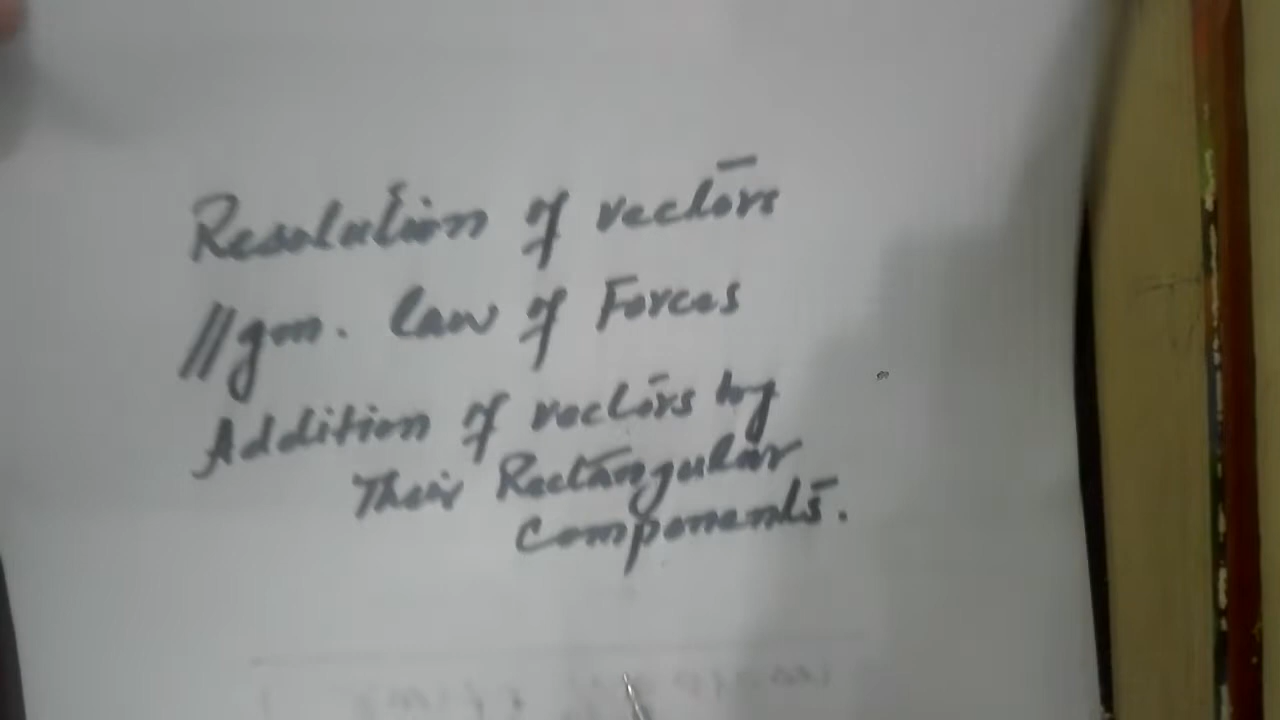 Resolution of vectors
//gm. law of Forces
Addition of vectors by
Their Rectangular
Components.